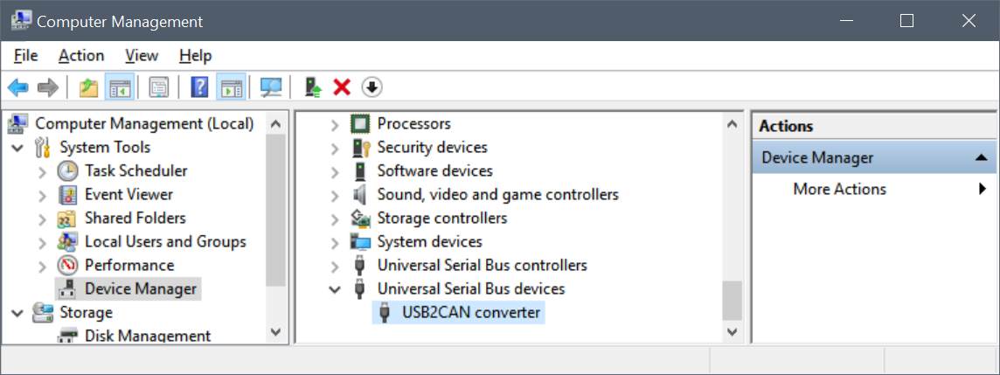 Computer Management
File Action View Help
Computer Management (Local)
System Tools
Task Scheduler
Event Viewer
Shared Folders
Local Users and Groups
Performance
Device Manager
Storage
Disk Management
Processors
Security devices
Software devices
Sound, video and game controllers
Storage controllers
System devices
Universal Serial Bus controllers
Universal Serial Bus devices
USB2CAN converter
Actions
Device Manager
More Actions